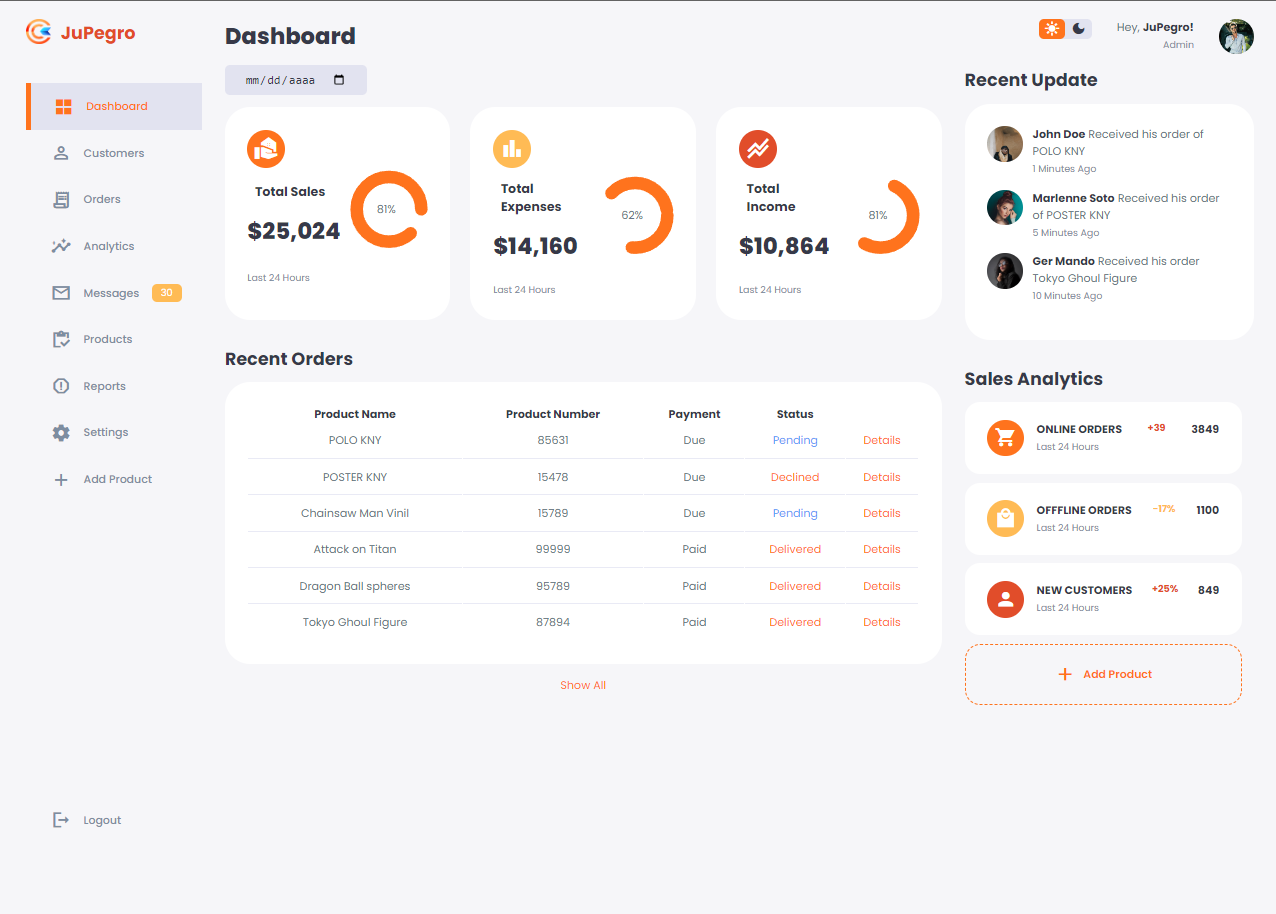 JuPegro
Dashboard
Customers
Orders
Analytics
Messages 30
Products
Reports
Settings
Add Product
Logout
Dashboard
mm/dd/aaaa
Total Sales
$25,024
81%
Last 24 Hours
Total
Expenses
$14,160
62%
Last 24 Hours
Total
Income
$10,864
81%
Last 24 Hours
Recent Orders
Product Name Product Number Payment Status
POLO KNY 85631 Due Pending Details
POSTER KNY 15478 Due Declined Details
Chainsaw Man Vinil 15789 Due Pending Details
Attack on Titan 99999 Paid Delivered Details
Dragon Ball spheres 95789 Paid Delivered Details
Tokyo Ghoul Figure 87894 Paid Delivered Details
Show All
Hey, JuPegro!
Admin
Recent Update
John Doe Received his order of
POLO KNY
1 Minutes Ago
Marlenne Soto Received his order
of POSTER KNY
5 Minutes Ago
Ger Mando Received his order
Tokyo Ghoul Figure
10 Minutes Ago
Sales Analytics
ONLINE ORDERS +39 3849
Last 24 Hours
OFFFLINE ORDERS -17% 1100
Last 24 Hours
NEW CUSTOMERS +25% 849
Last 24 Hours
Add Product